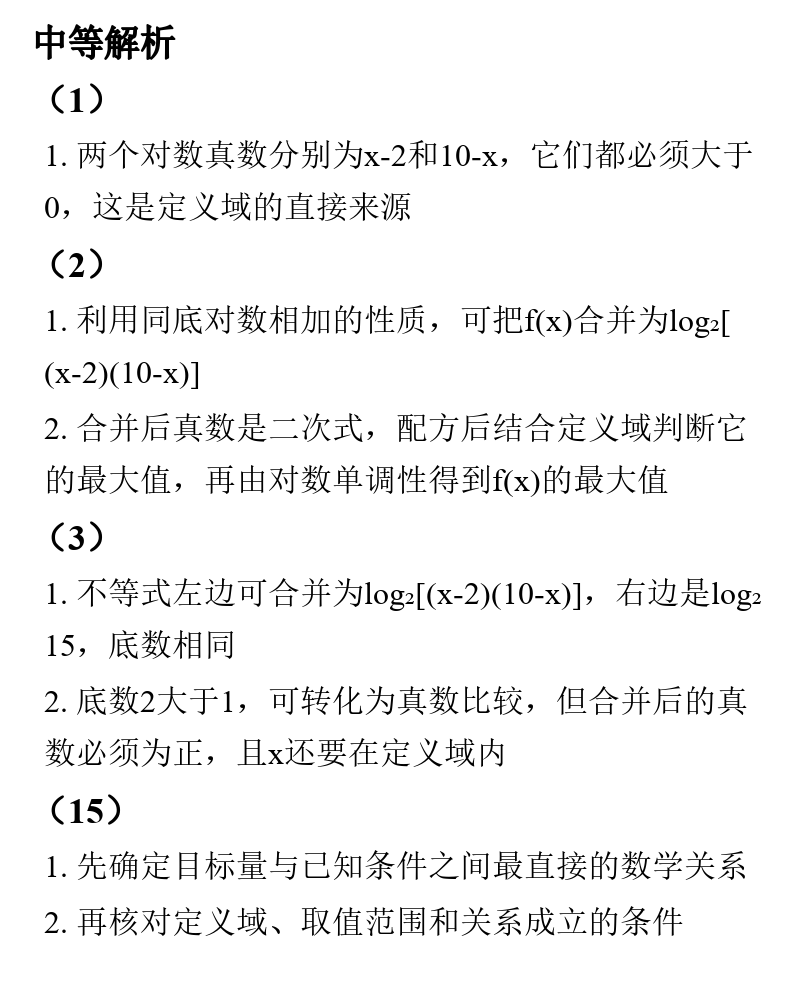 中等解析
（1）
1. 两个对数真数分别为x-2和10-x，它们都必须大于
0，这是定义域的直接来源
（2）
1. 利用同底对数相加的性质，可把f(x)合并为log₂[
(x-2)(10-x)]
2. 合并后真数是二次式，配方后结合定义域判断它
的最大值，再由对数单调性得到f(x)的最大值
（3）
1. 不等式左边可合并为log₂[(x-2)(10-x)]，右边是log₂
15，底数相同
2. 底数2大于1，可转化为真数比较，但合并后的真
数必须为正，且x还要在定义域内
（15）
1. 先确定目标量与已知条件之间最直接的数学关系
2. 再核对定义域、取值范围和关系成立的条件